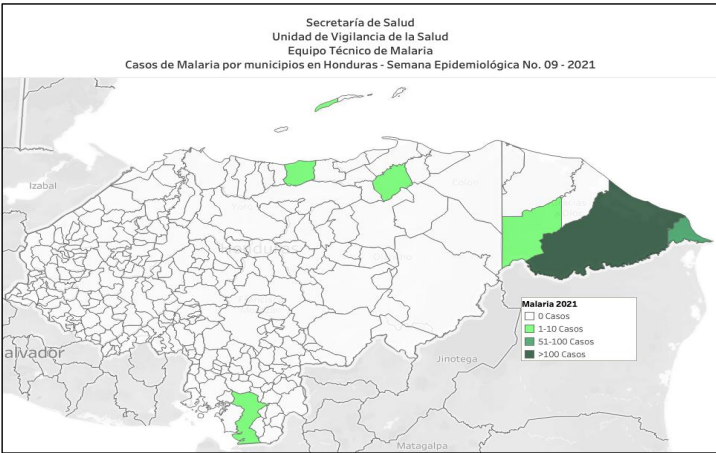 Secretaría de Salud
Unidad de Vigilancia de la Salud
Equipo Técnico de Malaria
Casos de Malaria por municipios en Honduras - Semana Epidemiológica No. 09 - 2021
Izabal
alvador
Jinotega
Matagalpa
Malaria 2021
0 Casos
1-10 Casos
51-100 Casos
>100 Casos